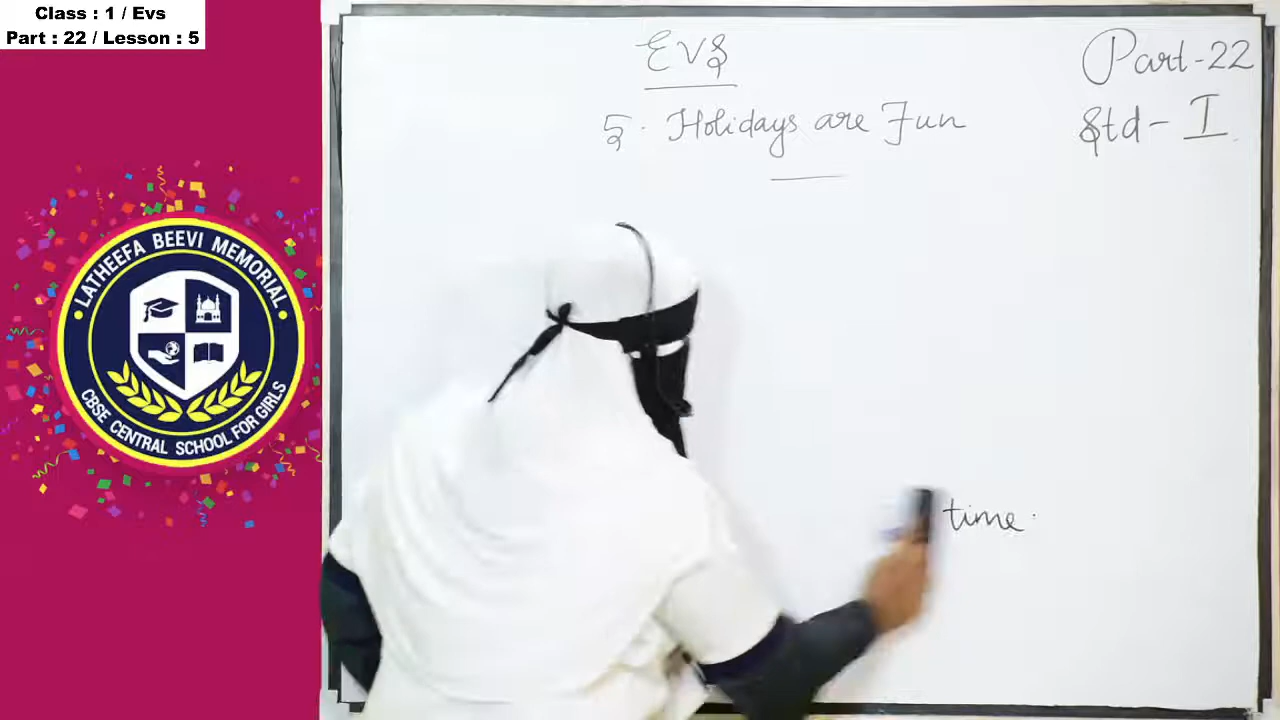 Class : 1 / Evs
Part : 22 / Lesson : 5
EVS
Part-22
5. Holidays are Fun
Std - I
LATHEEFA BEEVI MEMORIAL
CBSE CENTRAL SCHOOL FOR GIRLS
time.